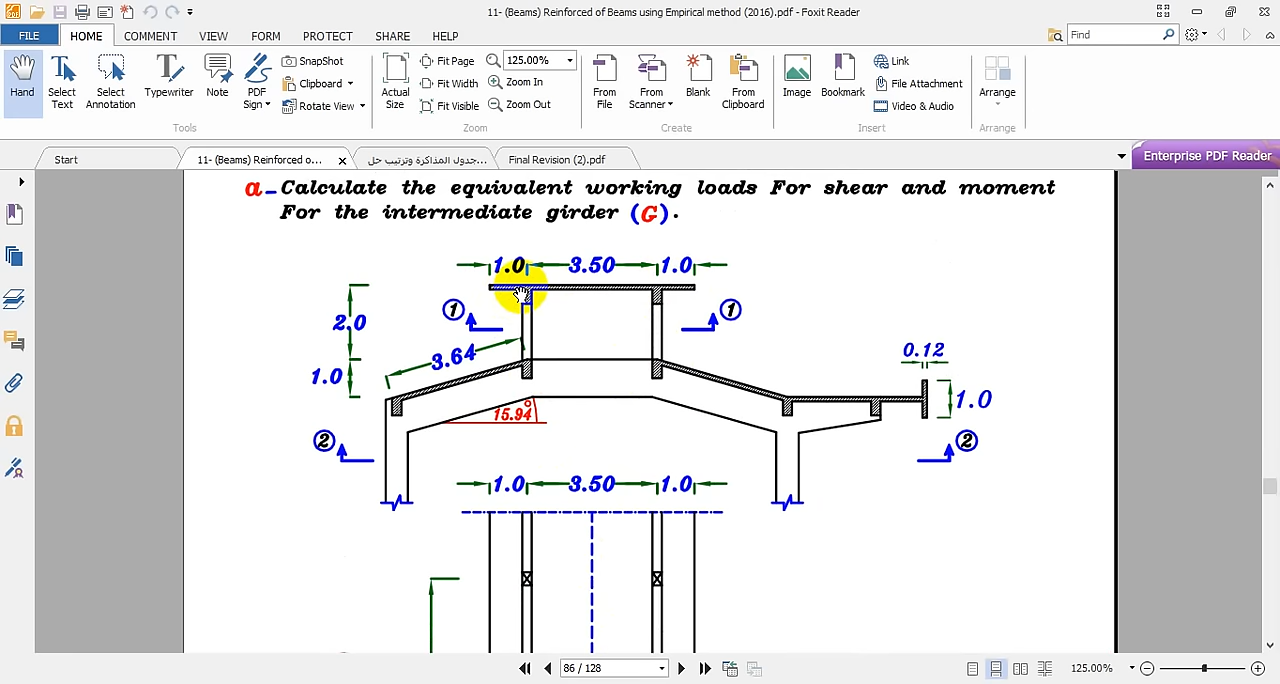 11- (Beams) Reinforced of Beams using Empirical method (2016).pdf - Foxit Reader
FILE HOME COMMENT VIEW FORM PROTECT SHARE HELP
Find
Hand
Select Text
Select Annotation
Typewriter
Note
PDF Sign
SnapShot
Clipboard
Rotate View
Tools
Actual Size
Fit Page
Fit Width
Fit Visible
125.00%
Zoom In
Zoom Out
Zoom
From File
From Scanner
Blank
From Clipboard
Create
Image
Bookmark
Link
File Attachment
Video & Audio
Insert
Arrange
Arrange
Start
11- (Beams) Reinforced o...
جدول المذاكرة وترتيب حل...
Final Revision (2).pdf
Enterprise PDF Reader
a- Calculate the equivalent working loads For shear and moment
For the intermediate girder (G).
1.0 3.50 1.0
2.0
1 1
3.64
0.12
1.0
1.0
15.94°
2 2
1.0 3.50 1.0
86 / 128
125.00%